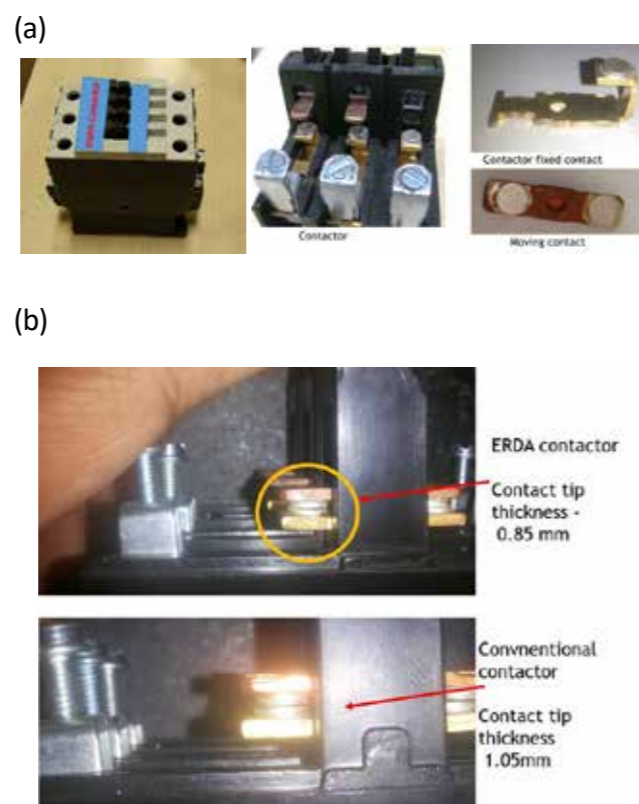 (a)
Contactor
Contactor fixed contact
Moving contact
(b)
ERDA contactor
Contact tip
thickness -
0.85 mm
Convnentional
contactor
Contact tip
thickness
1.05mm